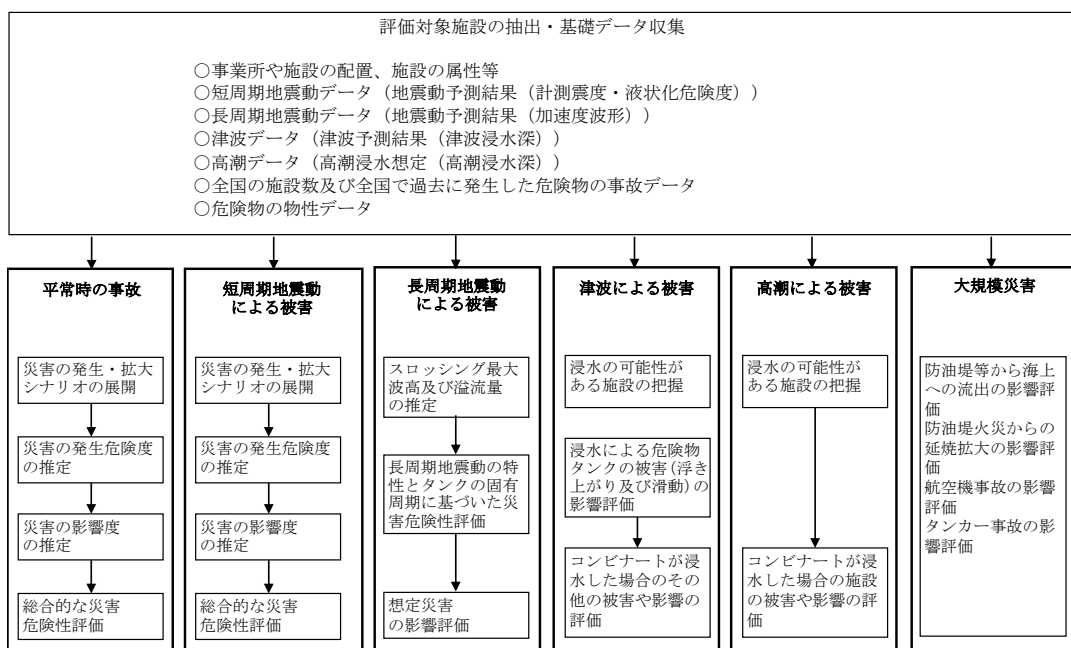 評価対象施設の抽出・基礎データ収集
○事業所や施設の配置、施設の属性等
○短周期地震動データ（地震動予測結果（計測震度・液状化危険度））
○長周期地震動データ（地震動予測結果（加速度波形））
○津波データ（津波予測結果（津波浸水深））
○高潮データ（高潮浸水想定（高潮浸水深））
○全国の施設数及び全国で過去に発生した危険物の事故データ
○危険物の物性データ
平常時の事故
災害の発生・拡大
シナリオの展開
災害の発生危険度
の推定
災害の影響度
の推定
総合的な災害
危険性評価
短周期地震動
による被害
災害の発生・拡大
シナリオの展開
災害の発生危険度
の推定
災害の影響度
の推定
総合的な災害
危険性評価
長周期地震動
による被害
スロッシング最大
波高及び溢流量
の推定
長周期地震動の特
性とタンクの固有
周期に基づいた災
害危険性評価
想定災害
の影響評価
津波による被害
浸水の可能性が
ある施設の把握
浸水による危険物
タンクの被害(浮き
上がり及び滑動)の
影響評価
コンビナートが浸
水した場合のその
他の被害や影響の
評価
高潮による被害
浸水の可能性が
ある施設の把握
コンビナートが浸
水した場合の施設
の被害や影響の評
価
大規模災害
防油堤等から海上
への流出の影響評
価
防油堤火災からの
延焼拡大の影響評
価
航空機事故の影響
評価
タンカー事故の影
響評価